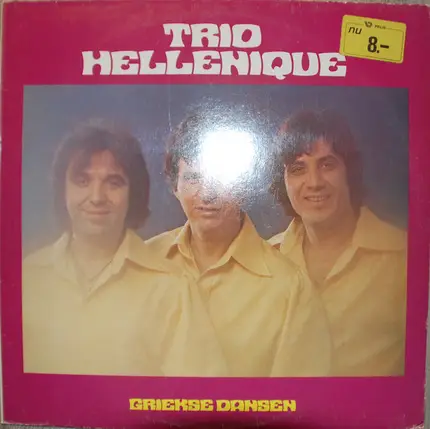 TRIO
HELLENIQUE
nu
8.-
GRIEKSE DANSEN